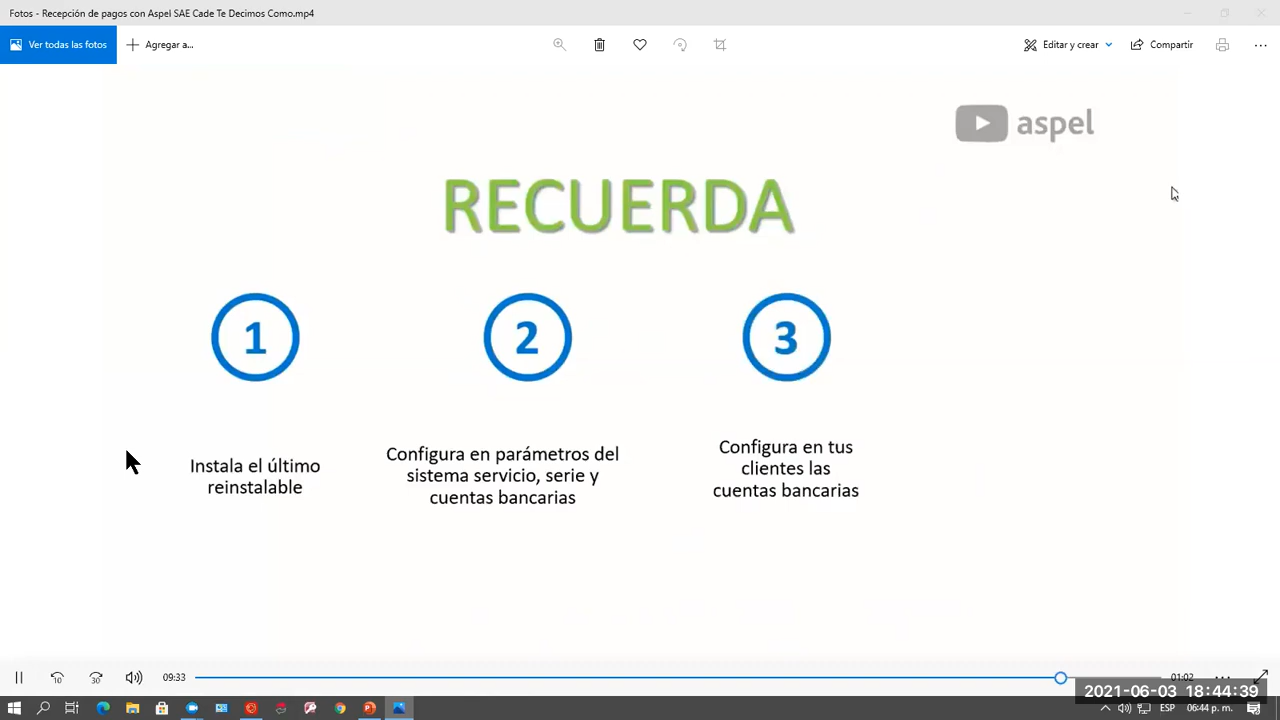 Fotos - Recepción de pagos con Aspel SAE Cade Te Decimos Como.mp4
Ver todas las fotos
Agregar a...
Editar y crear
Compartir
aspel
RECUERDA
1
2
3
Instala el último
reinstalable
Configura en parámetros del
sistema servicio, serie y
cuentas bancarias
Configura en tus
clientes las
cuentas bancarias
10
30
09:33
01:02
2021-06-03 18:44:39
ESP
06:44 p. m.